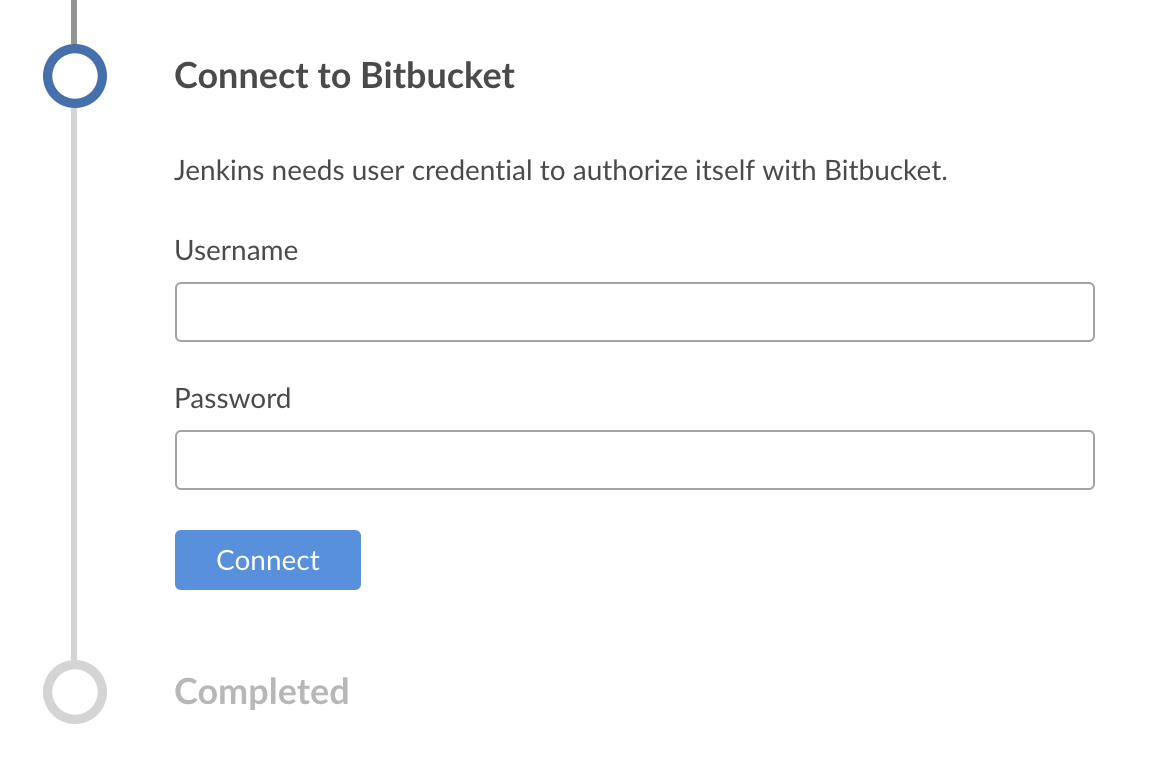 Connect to Bitbucket
Jenkins needs user credential to authorize itself with Bitbucket.
Username
Password
Connect
Completed